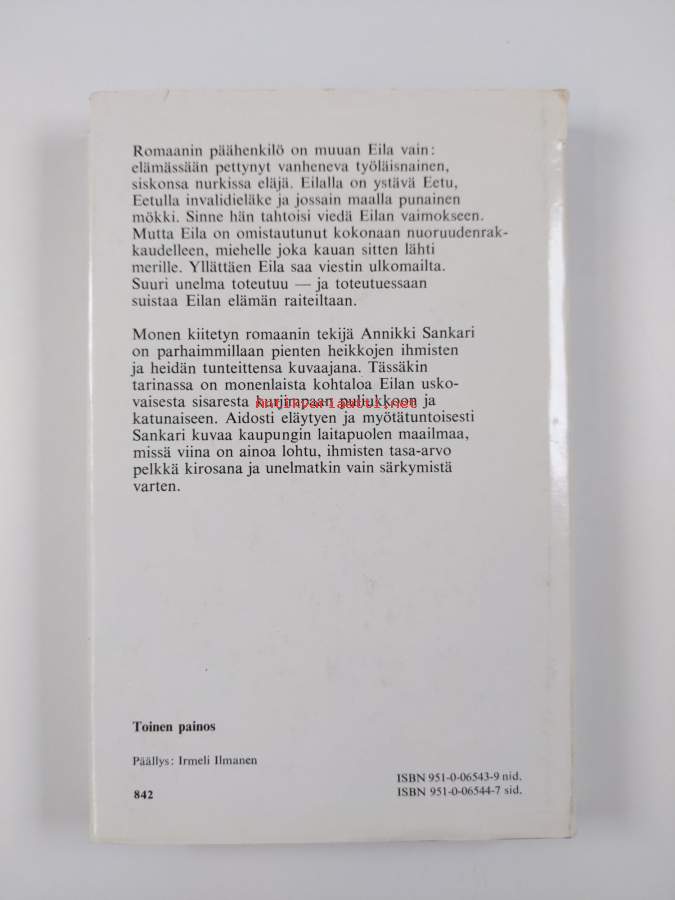 Romaanin päähenkilö on muuan Eila vain:
elämässään pettynyt vanheneva työläisnainen,
siskonsa nurkissa eläjä. Eilalla on ystävä Eetu,
Eetulla invalidieläke ja jossain maalla punainen
mökki. Sinne hän tahtoisi viedä Eilan vaimokseen.
Mutta Eila on omistautunut kokonaan nuoruudenrak-
kaudelleen, miehelle joka kauan sitten lähti
merille. Yllättäen Eila saa viestin ulkomailta.
Suuri unelma toteutuu — ja toteutuessaan
suistaa Eilan elämän raiteiltaan.
Monen kiitetyn romaanin tekijä Annikki Sankari
on parhaimmillaan pienten heikkojen ihmisten
ja heidän tunteittensa kuvaajana. Tässäkin
tarinassa on monenlaista kohtaloa Eilan usko-
vaisesta sisaresta kurjimpaan puliukkoon ja
antikvariaatti.net
katunaiseen. Aidosti eläytyen ja myötätuntoisesti
Sankari kuvaa kaupungin laitapuolen maailmaa,
missä viina on ainoa lohtu, ihmisten tasa-arvo
pelkkä kirosana ja unelmatkin vain särkymistä
varten.
Toinen painos
Päällys: Irmeli Ilmanen
842
ISBN 951-0-06543-9 nid.
ISBN 951-0-06544-7 sid.